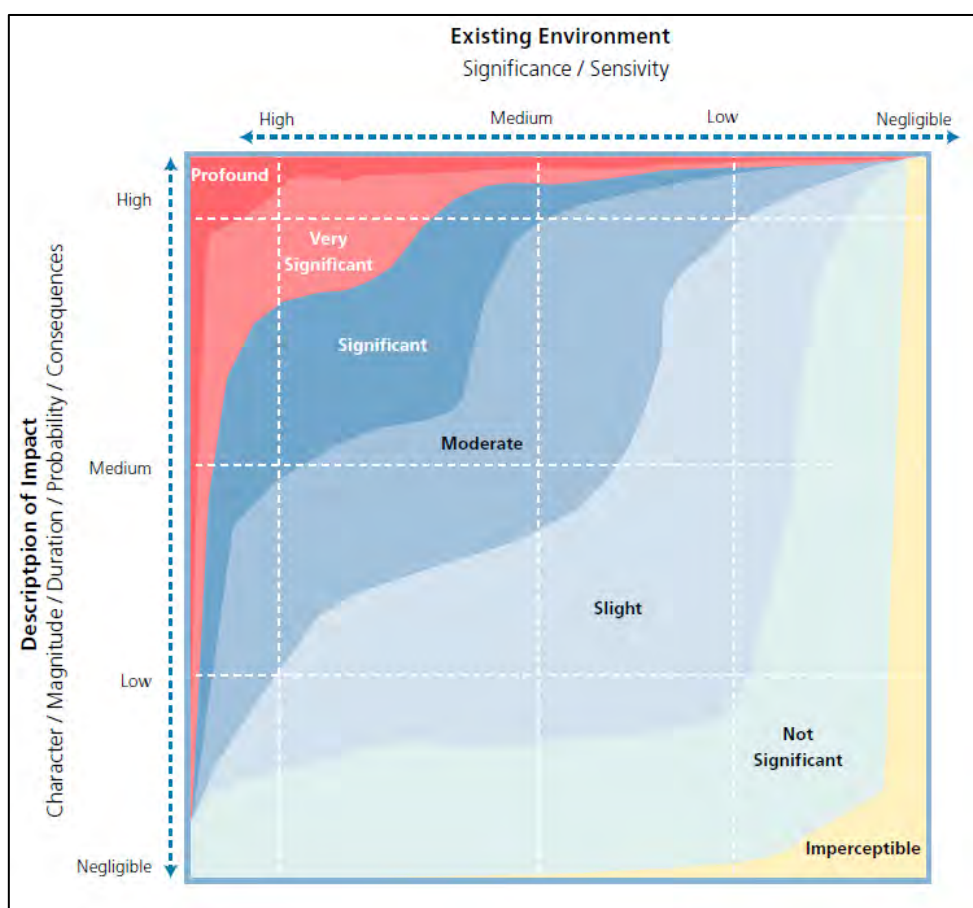 Existing Environment
Significance / Sensivity
High
Medium
Low
Negligible
Descriptpion of Impact
Character / Magnitude / Duration / Probability / Consequences
High
Medium
Low
Negligible
Profound
Very
Significant
Significant
Moderate
Slight
Not
Significant
Imperceptible